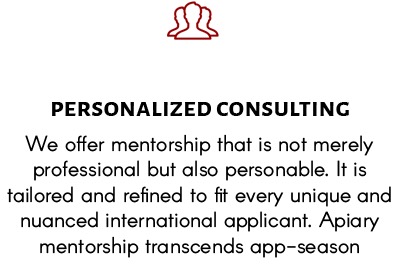 PERSONALIZED CONSULTING
We offer mentorship that is not merely
professional but also personable. It is
tailored and refined to fit every unique and
nuanced international applicant. Apiary
mentorship transcends app-season